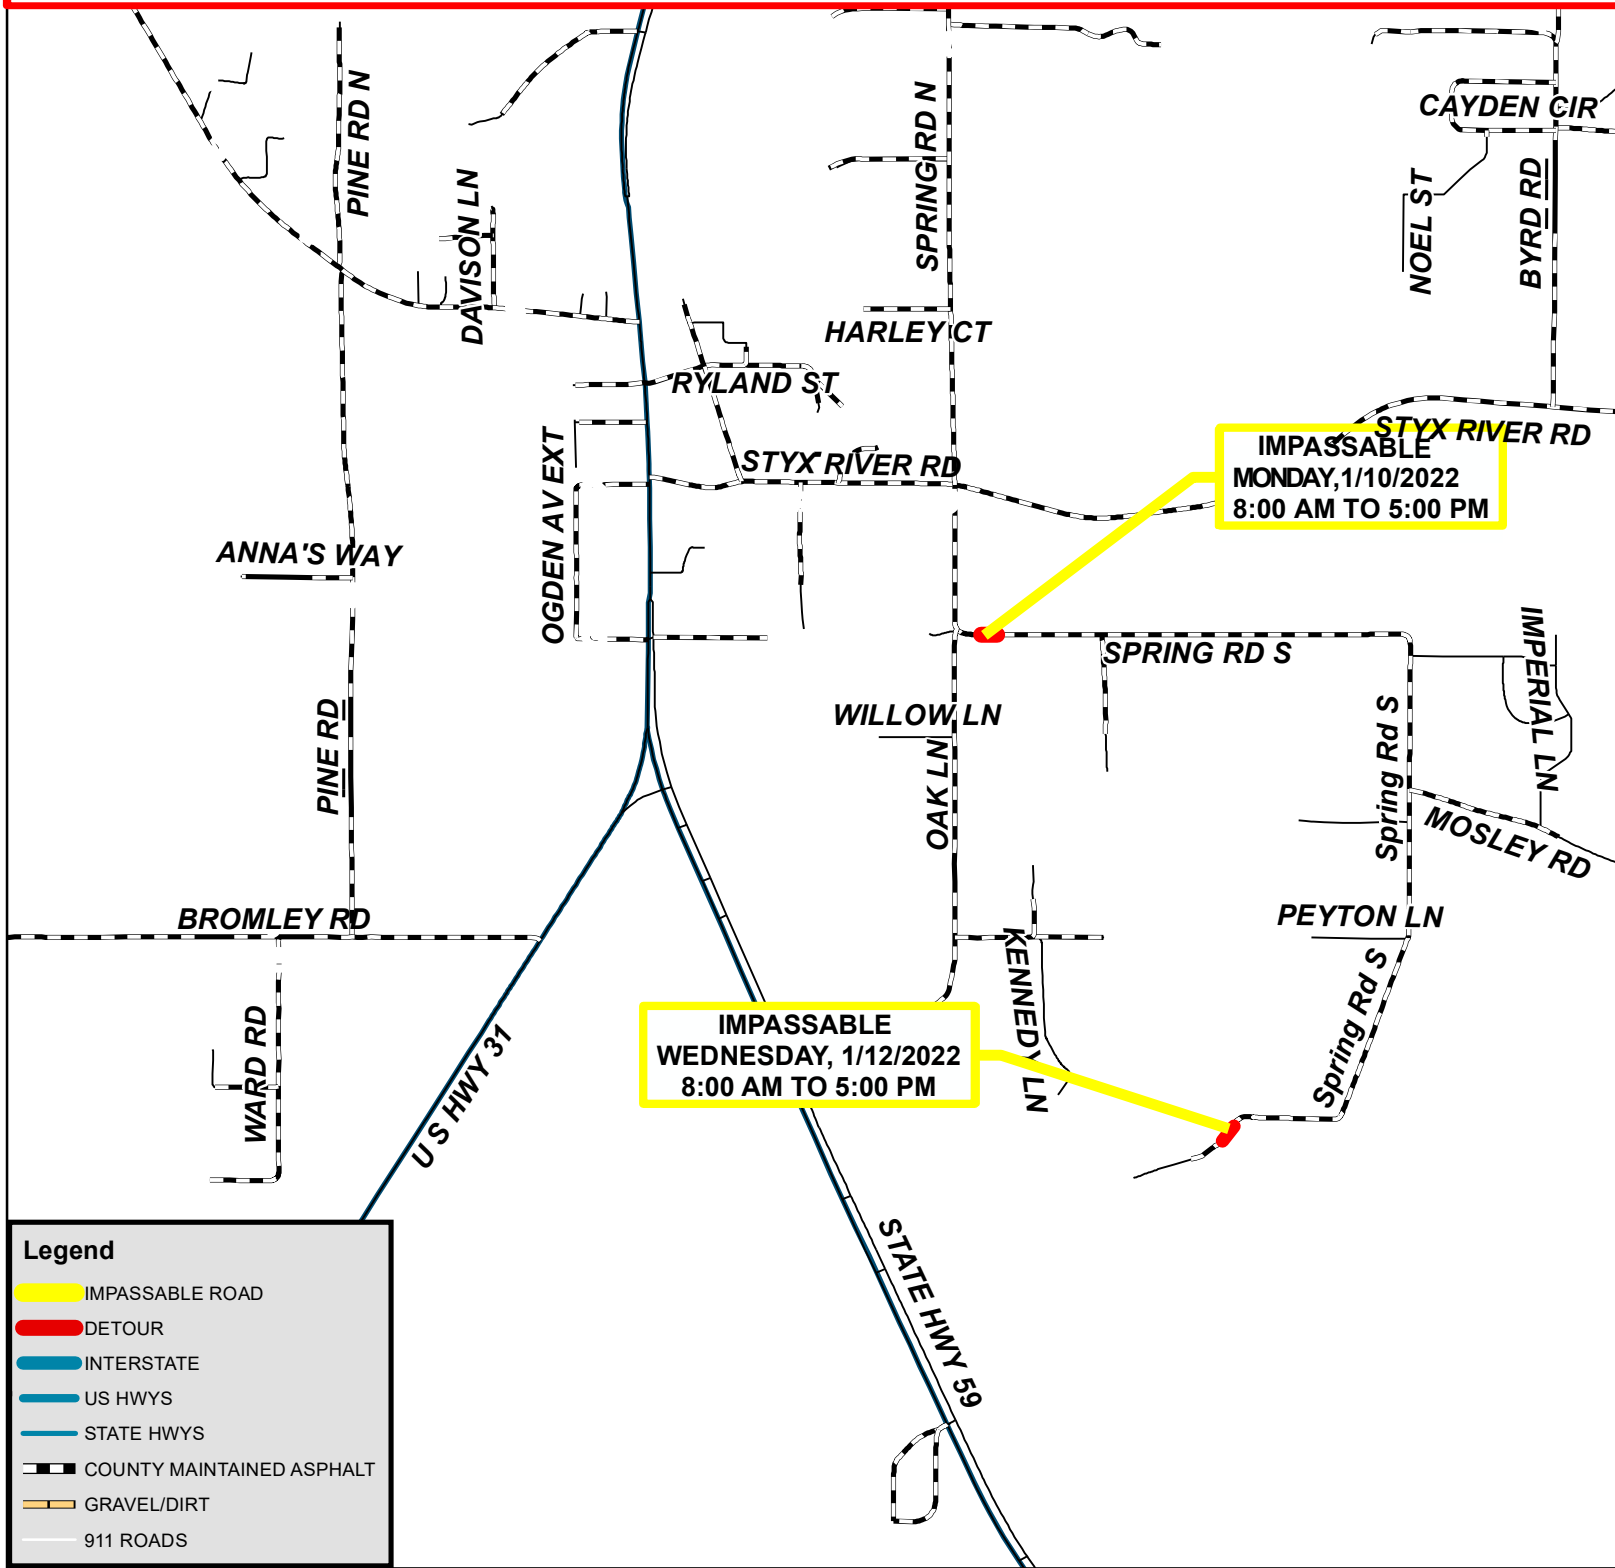 PINE RD N
SPRING RD N
CAYDEN CIR
DAVISON LN
NOEL ST
BYRD RD
HARLEY CT
RYLAND ST
STYX RIVER RD
STYX RIVER RD
IMPASSABLE
MONDAY,1/10/2022
8:00 AM TO 5:00 PM
OGDEN AV EXT
ANNA'S WAY
SPRING RD S
IMPERIAL LN
WILLOW LN
PINE RD
OAK LN
Spring Rd S
MOSLEY RD
BROMLEY RD
PEYTON LN
KENNEDY LN
Spring Rd S
WARD RD
U S HWY 31
IMPASSABLE
WEDNESDAY, 1/12/2022
8:00 AM TO 5:00 PM
STATE HWY 59
Legend
IMPASSABLE ROAD
DETOUR
INTERSTATE
US HWYS
STATE HWYS
COUNTY MAINTAINED ASPHALT
GRAVEL/DIRT
911 ROADS